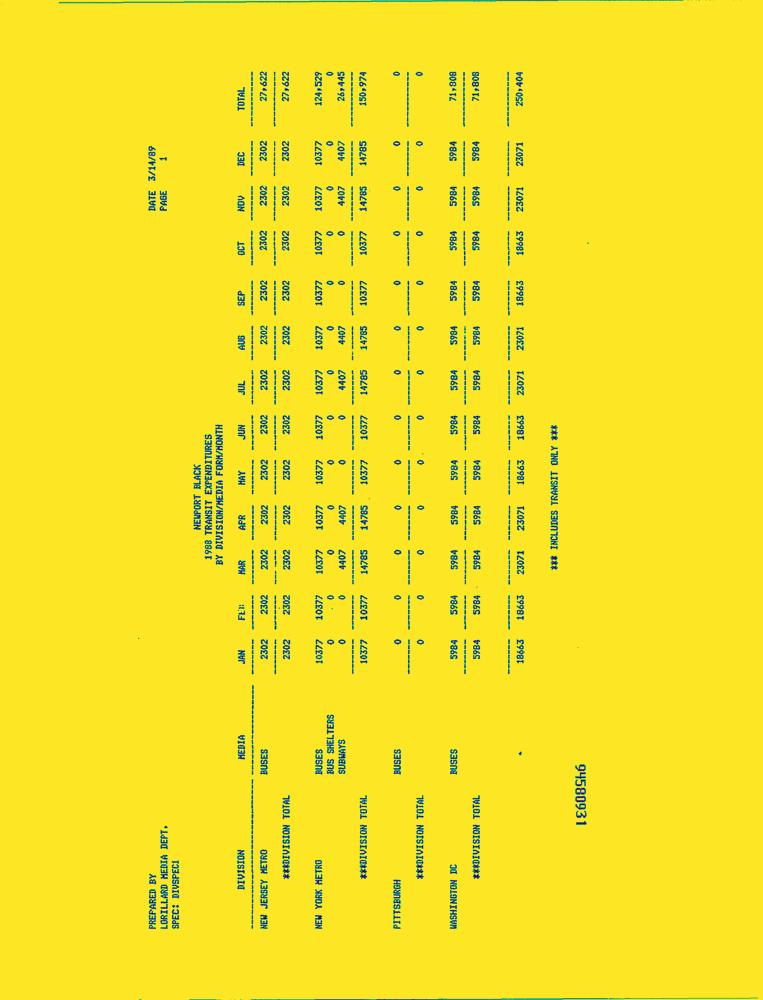 PREPARED BY
LORILLARD MEDIA DEPT.
SPEC: DIVSPEC1
DATE 3/14/89
PAGE 1
NEWPORT BLACK
1988 TRANSIT EXPENDITURES
BY DIVISION/MEDIA FORM/MONTH
DIVISION MEDIA JAN FEB MAR APR MAY JUN JUL AUG SEP OCT NOV DEC TOTAL
NEW JERSEY METRO BUSES 2302 2302 2302 2302 2302 2302 2302 2302 2302 2302 2302 2302 27,622
***DIVISION TOTAL 2302 2302 2302 2302 2302 2302 2302 2302 2302 2302 2302 2302 27,622
NEW YORK METRO BUSES 10377 10377 10377 10377 10377 10377 10377 10377 10377 10377 10377 10377 124,529
BUS SHELTERS 0 0 0 0 0 0 0 0 0 0 0 0 0
SUBWAYS 0 0 4407 4407 0 0 4407 4407 0 0 4407 4407 26,445
***DIVISION TOTAL 10377 10377 14785 14785 10377 10377 14785 14785 10377 10377 14785 14785 150,974
PITTSBURGH BUSES 0 0 0 0 0 0 0 0 0 0 0 0 0
***DIVISION TOTAL 0 0 0 0 0 0 0 0 0 0 0 0 0
WASHINGTON DC BUSES 5984 5984 5984 5984 5984 5984 5984 5984 5984 5984 5984 5984 71,808
***DIVISION TOTAL 5984 5984 5984 5984 5984 5984 5984 5984 5984 5984 5984 5984 71,808
18663 18663 23071 23071 18663 18663 23071 23071 18663 18663 23071 23071 250,404
*** INCLUDES TRANSIT ONLY ***
94580931